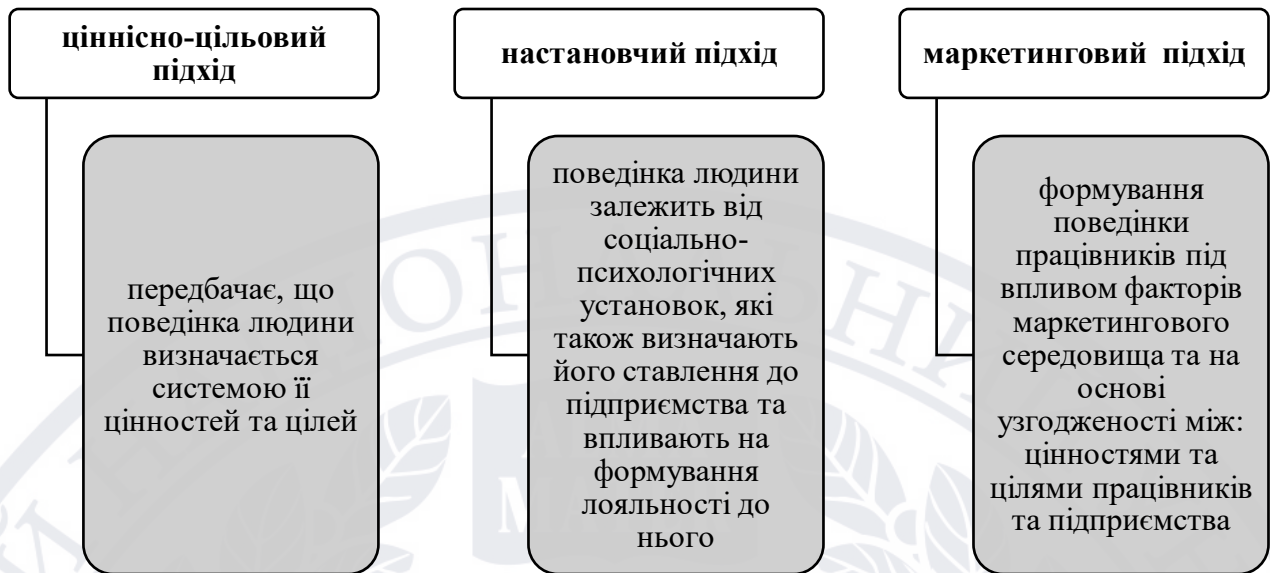 ціннісно-цільовий
підхід
передбачає, що
поведінка людини
визначається
системою її
цінностей та цілей
настановчий підхід
поведінка людини
залежить від
соціально-
психологічних
установок, які
також визначають
його ставлення до
підприємства та
впливають на
формування
лояльності до
нього
маркетинговий підхід
формування
поведінки
працівників під
впливом факторів
маркетингового
середовища та на
основі
узгодженості між:
цінностями та
цілями працівників
та підприємства